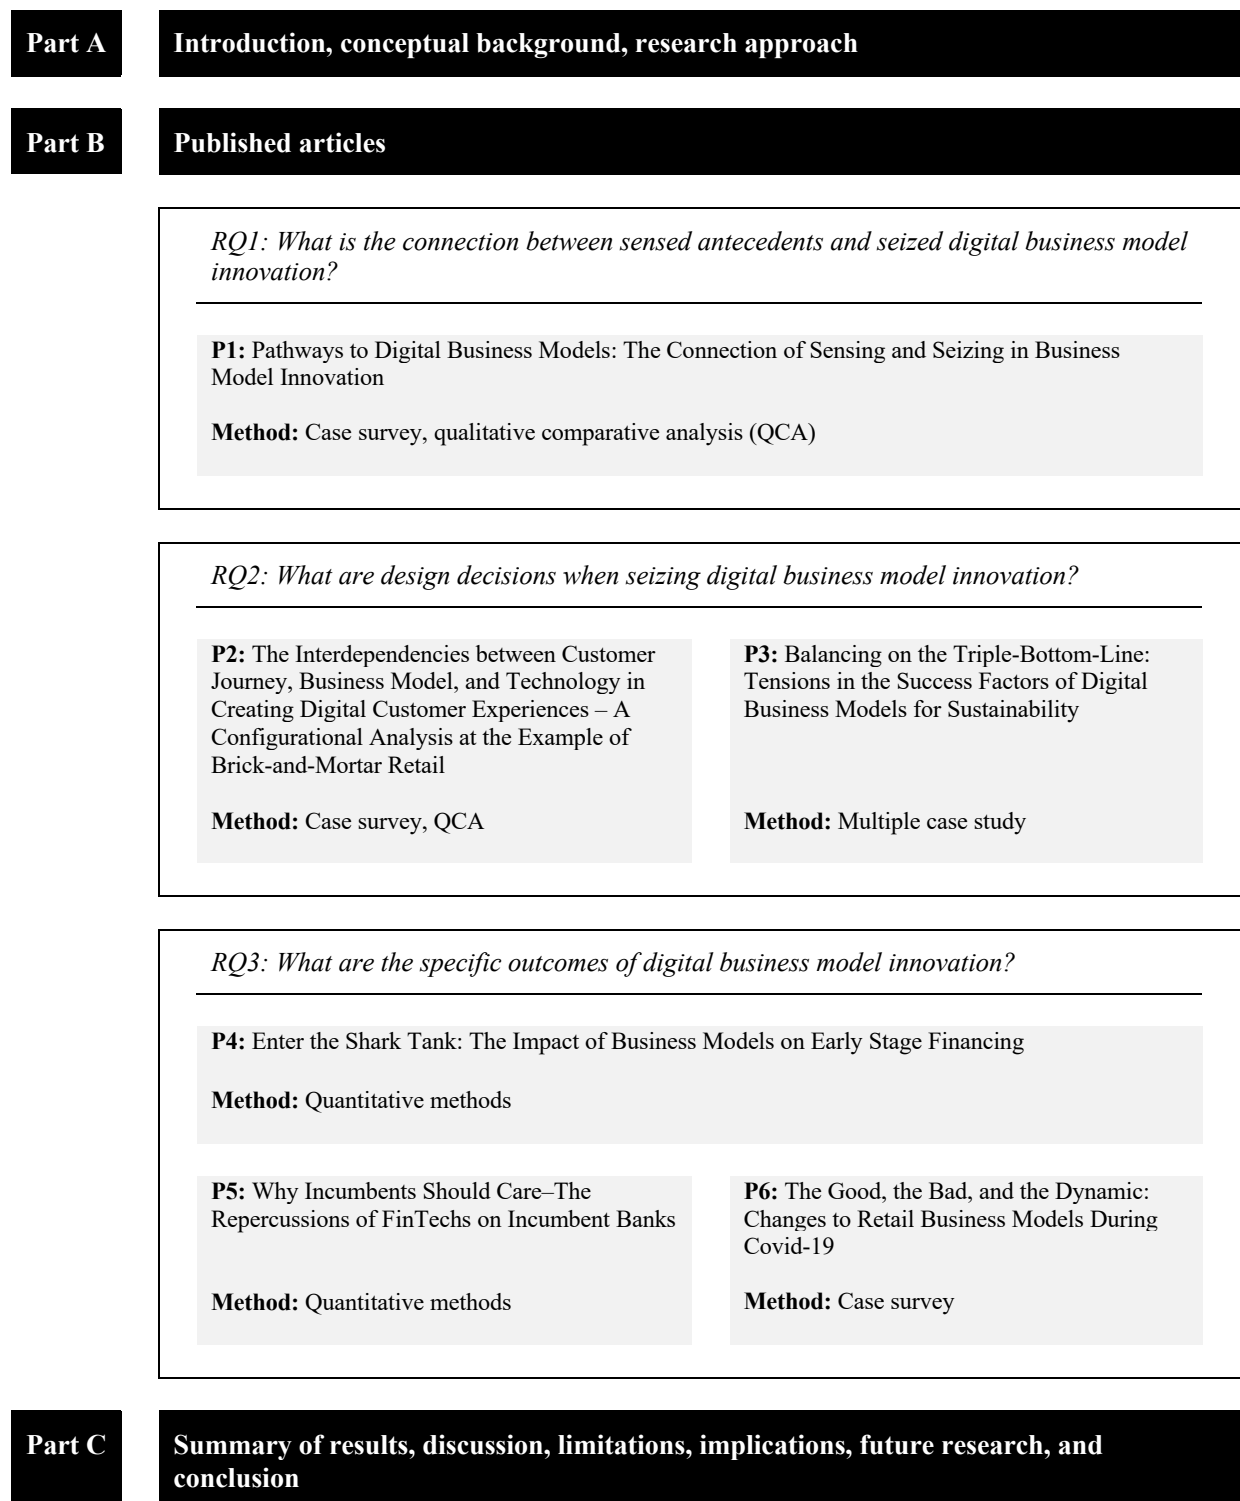 Part A
Introduction, conceptual background, research approach
Part B
Published articles
RQ1: What is the connection between sensed antecedents and seized digital business model
innovation?
P1: Pathways to Digital Business Models: The Connection of Sensing and Seizing in Business
Model Innovation
Method: Case survey, qualitative comparative analysis (QCA)
RQ2: What are design decisions when seizing digital business model innovation?
P2: The Interdependencies between Customer
Journey, Business Model, and Technology in
Creating Digital Customer Experiences – A
Configurational Analysis at the Example of
Brick-and-Mortar Retail
Method: Case survey, QCA
P3: Balancing on the Triple-Bottom-Line:
Tensions in the Success Factors of Digital
Business Models for Sustainability
Method: Multiple case study
RQ3: What are the specific outcomes of digital business model innovation?
P4: Enter the Shark Tank: The Impact of Business Models on Early Stage Financing
Method: Quantitative methods
P5: Why Incumbents Should Care–The
Repercussions of FinTechs on Incumbent Banks
Method: Quantitative methods
P6: The Good, the Bad, and the Dynamic:
Changes to Retail Business Models During
Covid-19
Method: Case survey
Part C
Summary of results, discussion, limitations, implications, future research, and
conclusion